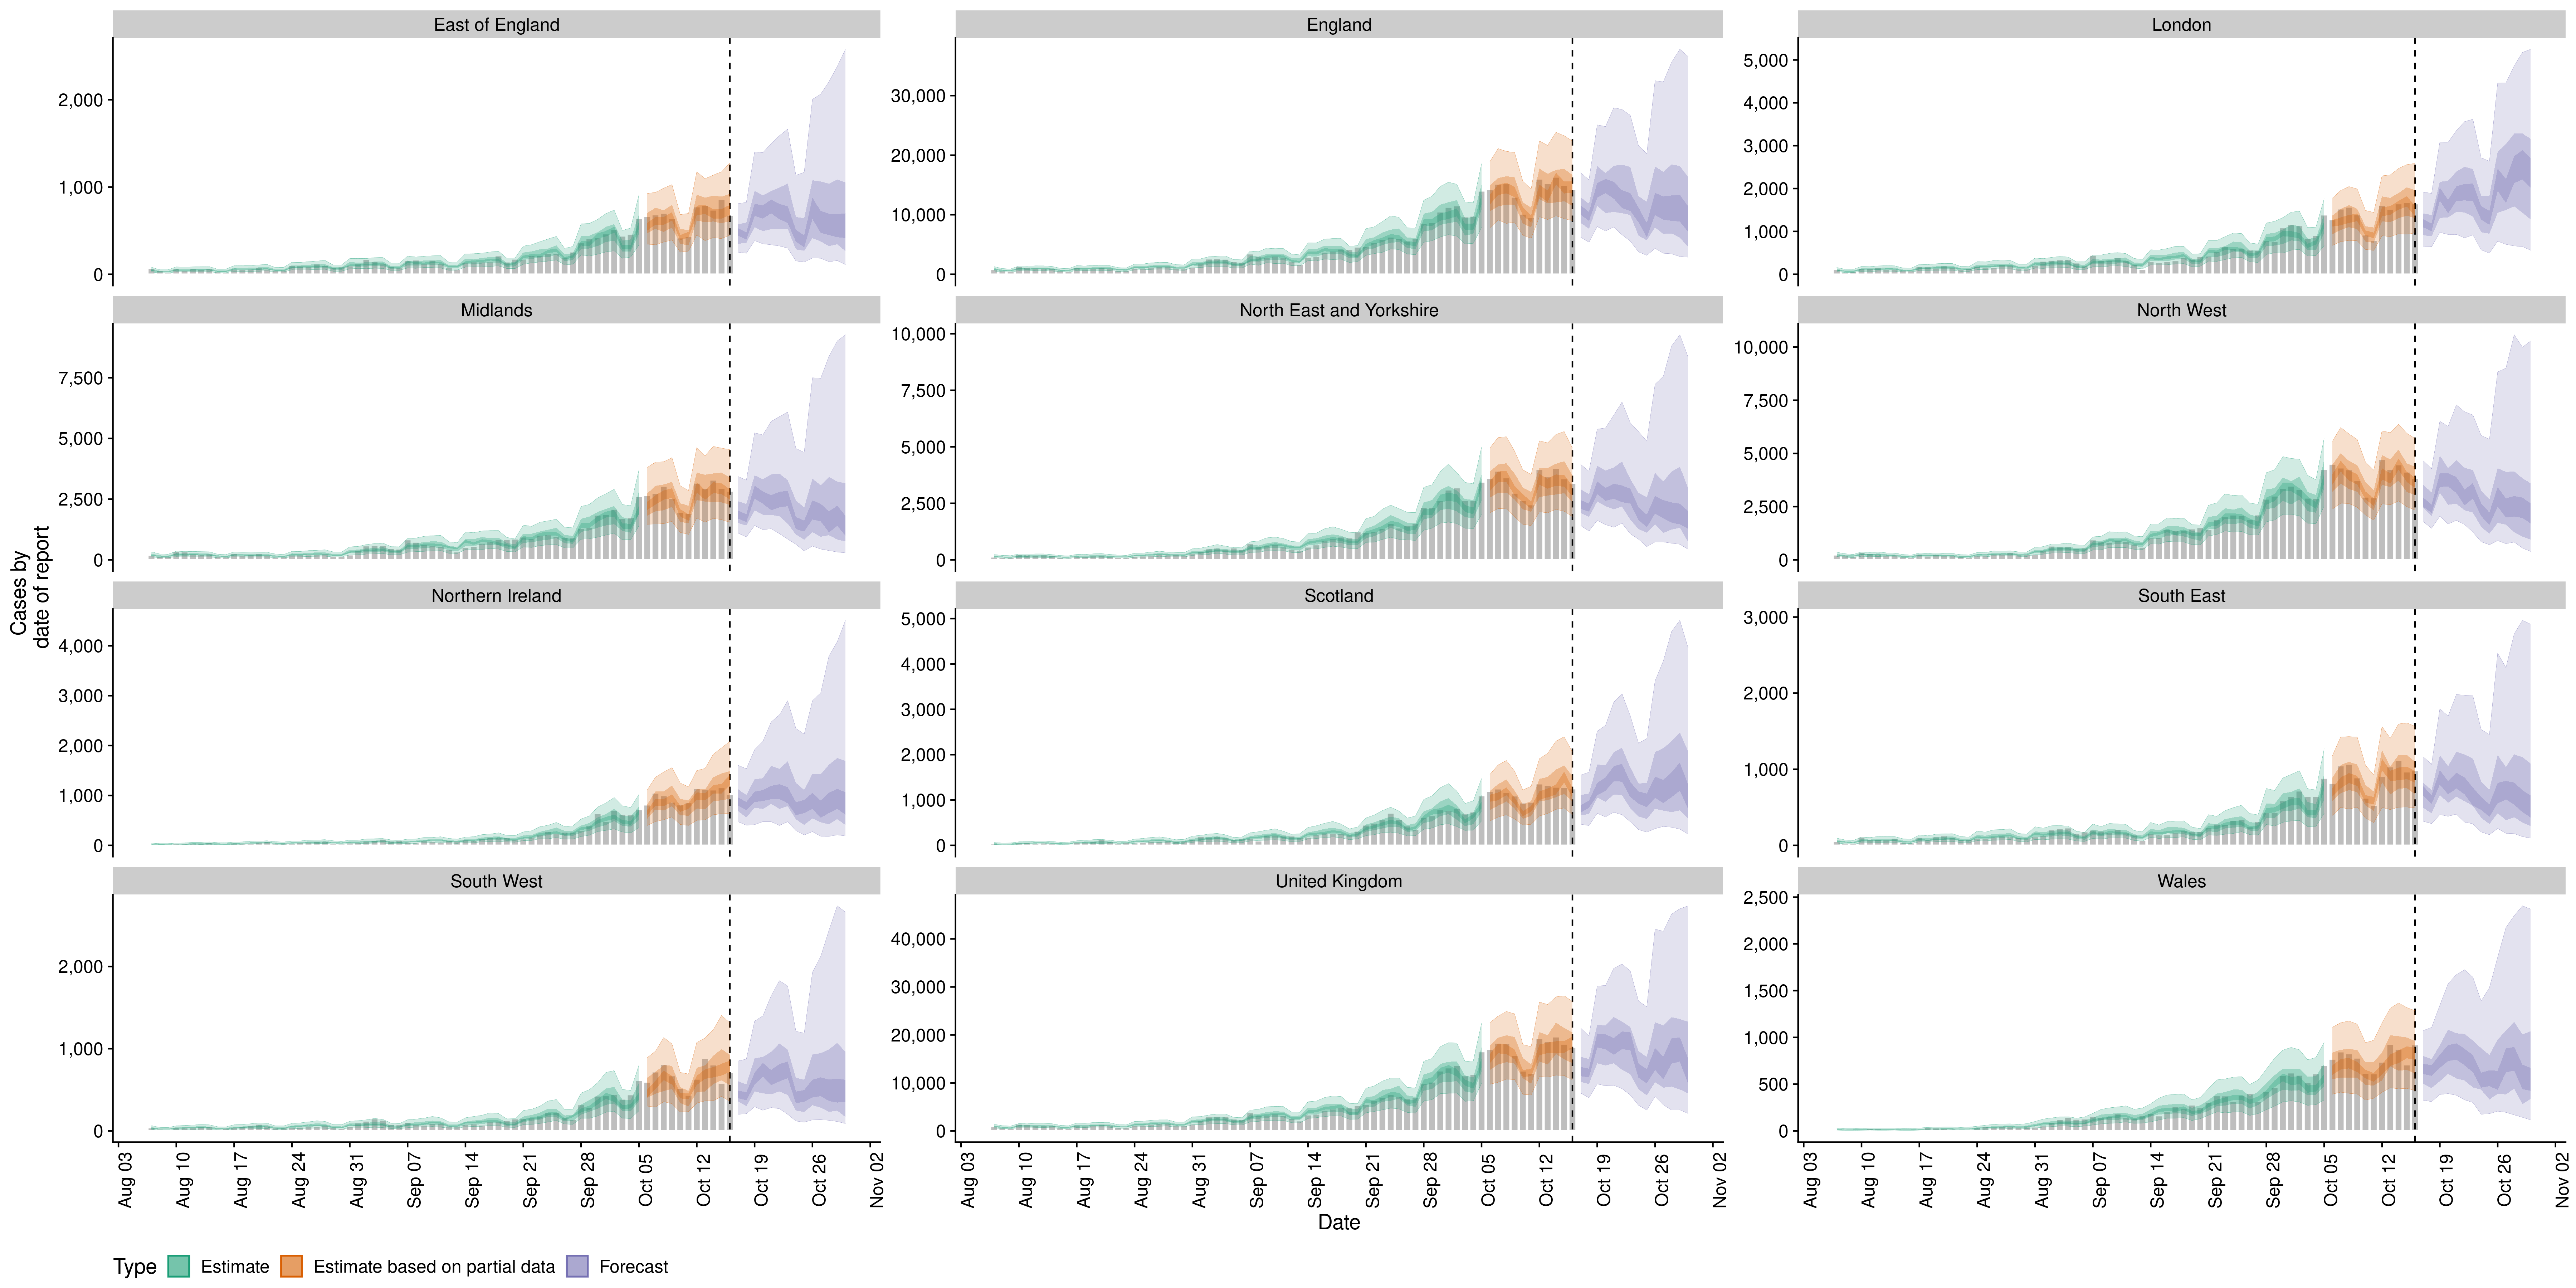 East of England
England
London
2,000
1,000
0
30,000
20,000
10,000
0
5,000
4,000
3,000
2,000
1,000
0
Midlands
North East and Yorkshire
North West
7,500
5,000
2,500
0
10,000
7,500
5,000
2,500
0
10,000
7,500
5,000
2,500
0
Cases by
date of report
Northern Ireland
Scotland
South East
4,000
3,000
2,000
1,000
0
5,000
4,000
3,000
2,000
1,000
0
3,000
2,000
1,000
0
South West
United Kingdom
Wales
2,000
1,000
0
40,000
30,000
20,000
10,000
0
2,500
2,000
1,500
1,000
500
0
Aug 03
Aug 10
Aug 17
Aug 24
Aug 31
Sep 07
Sep 14
Sep 21
Sep 28
Oct 05
Oct 12
Oct 19
Oct 26
Nov 02
Aug 03
Aug 10
Aug 17
Aug 24
Aug 31
Sep 07
Sep 14
Sep 21
Sep 28
Oct 05
Oct 12
Oct 19
Oct 26
Nov 02
Aug 03
Aug 10
Aug 17
Aug 24
Aug 31
Sep 07
Sep 14
Sep 21
Sep 28
Oct 05
Oct 12
Oct 19
Oct 26
Nov 02
Date
Type Estimate Estimate based on partial data Forecast